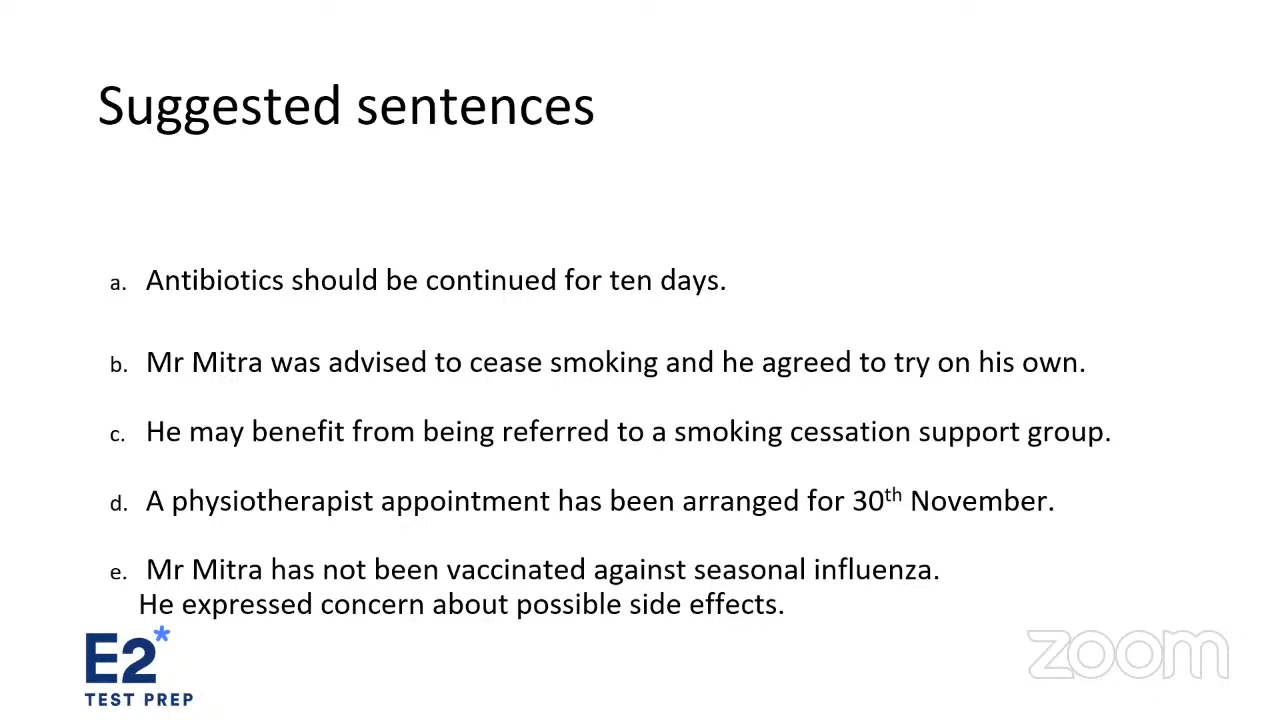 Suggested sentences
a. Antibiotics should be continued for ten days.
b. Mr Mitra was advised to cease smoking and he agreed to try on his own.
c. He may benefit from being referred to a smoking cessation support group.
d. A physiotherapist appointment has been arranged for 30th November.
e. Mr Mitra has not been vaccinated against seasonal influenza.
He expressed concern about possible side effects.
E2*
TEST PREP
zoom